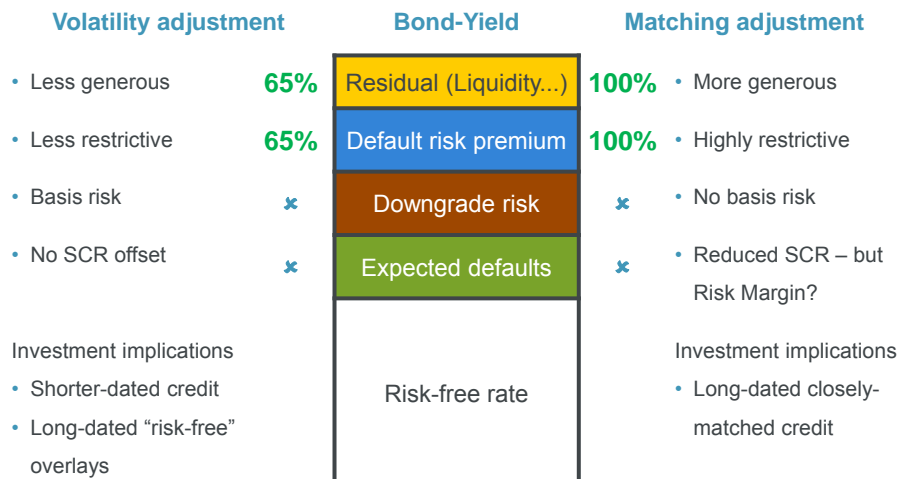 Volatility adjustment
Bond-Yield
Matching adjustment
• Less generous
65%
Residual (Liquidity...)
100%
• More generous
• Less restrictive
65%
Default risk premium
100%
• Highly restrictive
• Basis risk
×
Downgrade risk
×
• No basis risk
• No SCR offset
×
Expected defaults
×
• Reduced SCR – but
Risk Margin?
Investment implications
• Shorter-dated credit
• Long-dated “risk-free”
overlays
Risk-free rate
Investment implications
• Long-dated closely-
matched credit